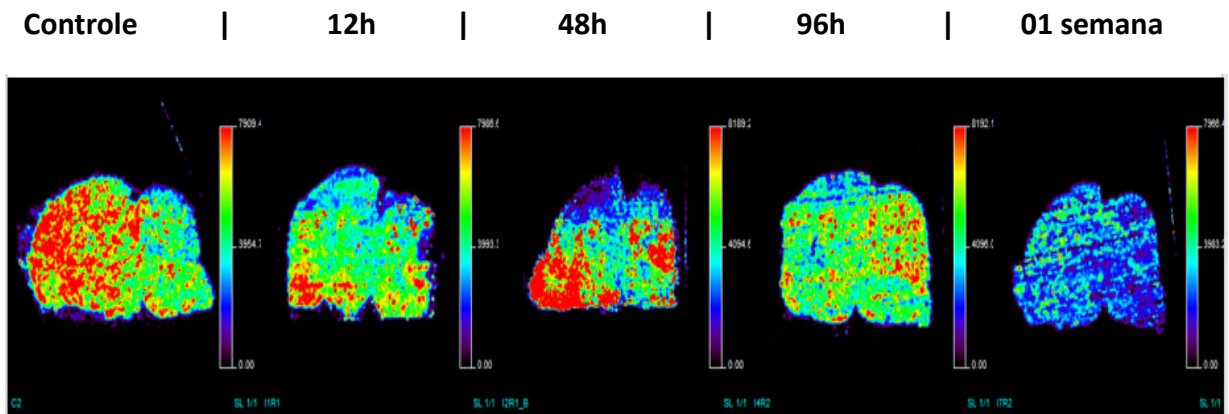 Controle | 12h | 48h | 96h | 01 semana
7909.4 7986.6 8189.2 8192.1 7966.4
3954.7 3993.3 4094.6 4096.0 3983.2
0.00 0.00 0.00 0.00 0.00
C2 SL 1/1 I1R1 SL 1/1 I2R1_B SL 1/1 I4R2 SL 1/1 I7R2 SL 1/1